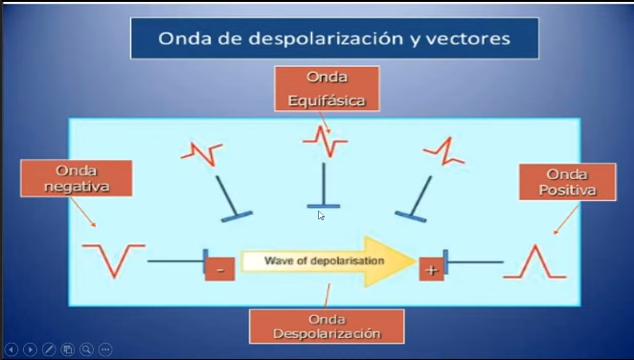 Onda de despolarización y vectores
Onda
Equifásica
Onda
negativa
Onda
Positiva
-
Wave of depolarisation
+
Onda
Despolarización